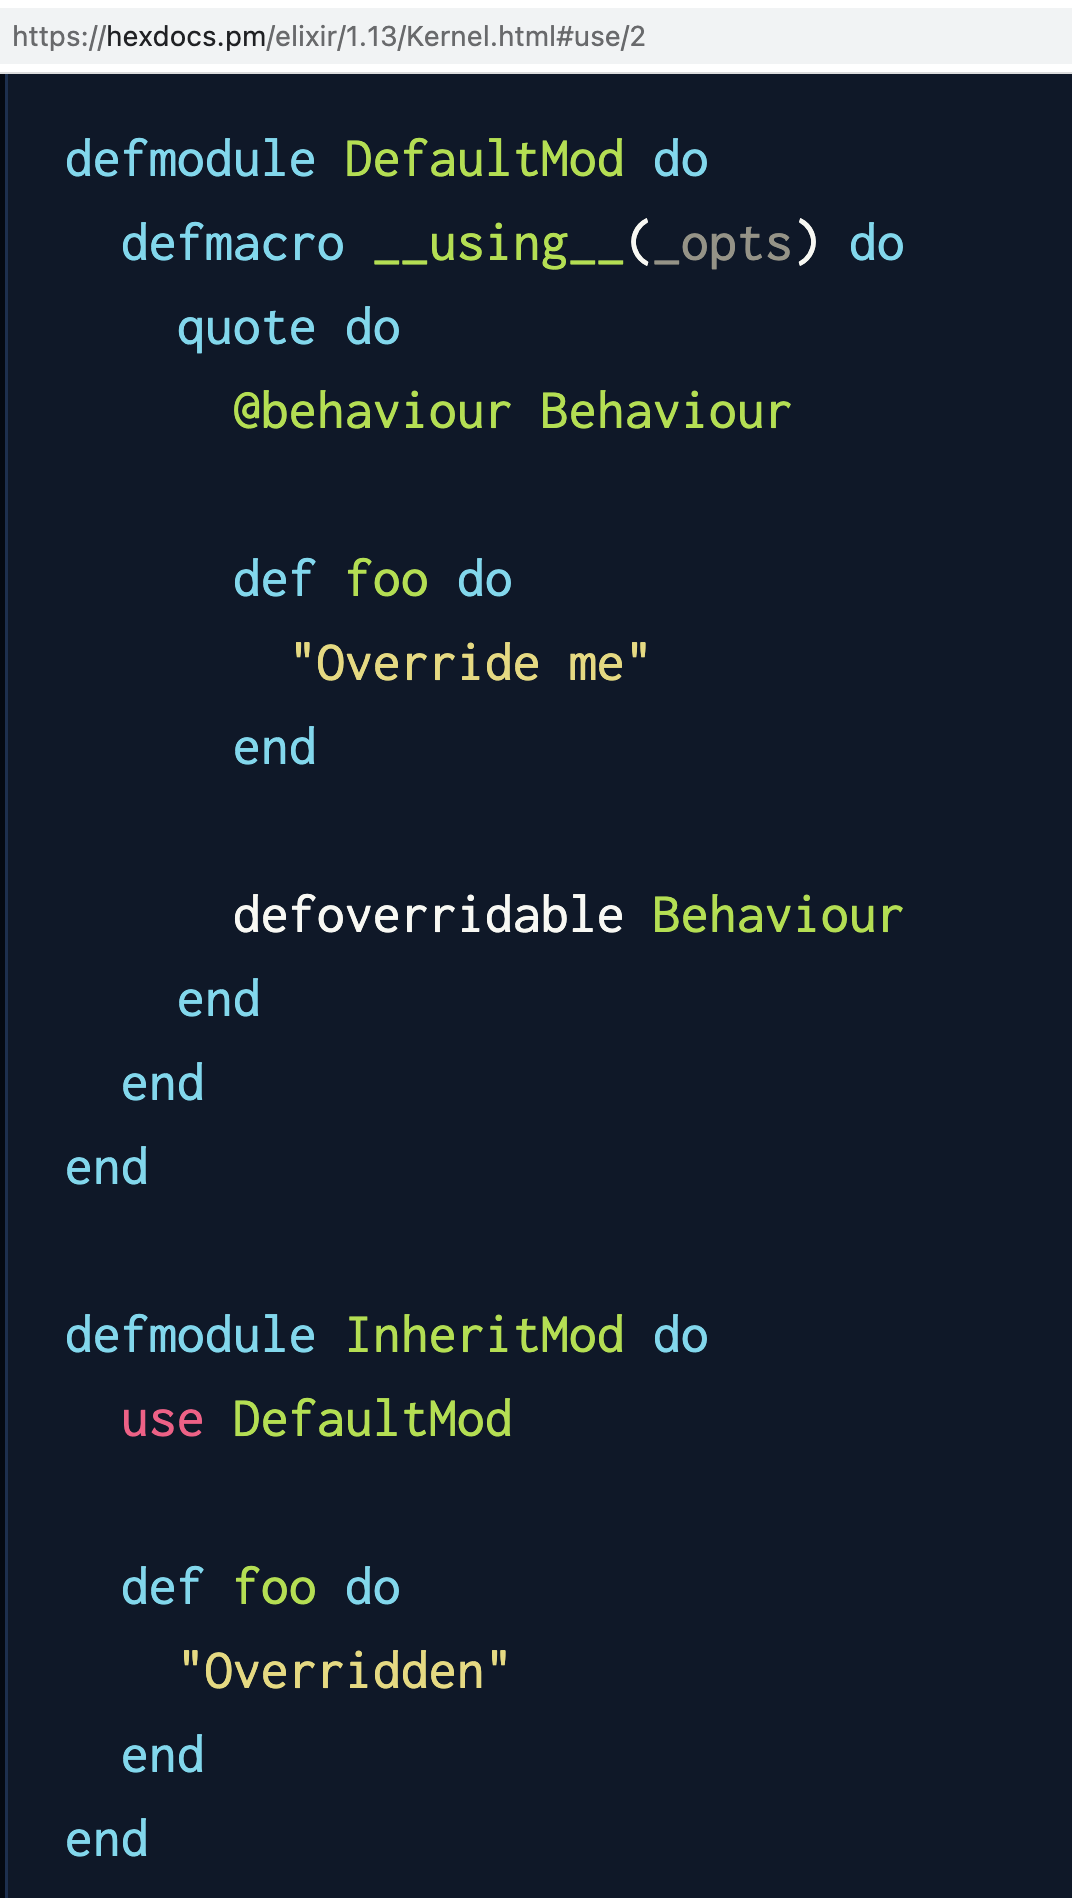 https://hexdocs.pm/elixir/1.13/Kernel.html#use/2
defmodule DefaultMod do
  defmacro __using__(_opts) do
    quote do
      @behaviour Behaviour

      def foo do
        "Override me"
      end

      defoverridable Behaviour
    end
  end
end

defmodule InheritMod do
  use DefaultMod

  def foo do
    "Overridden"
  end
end